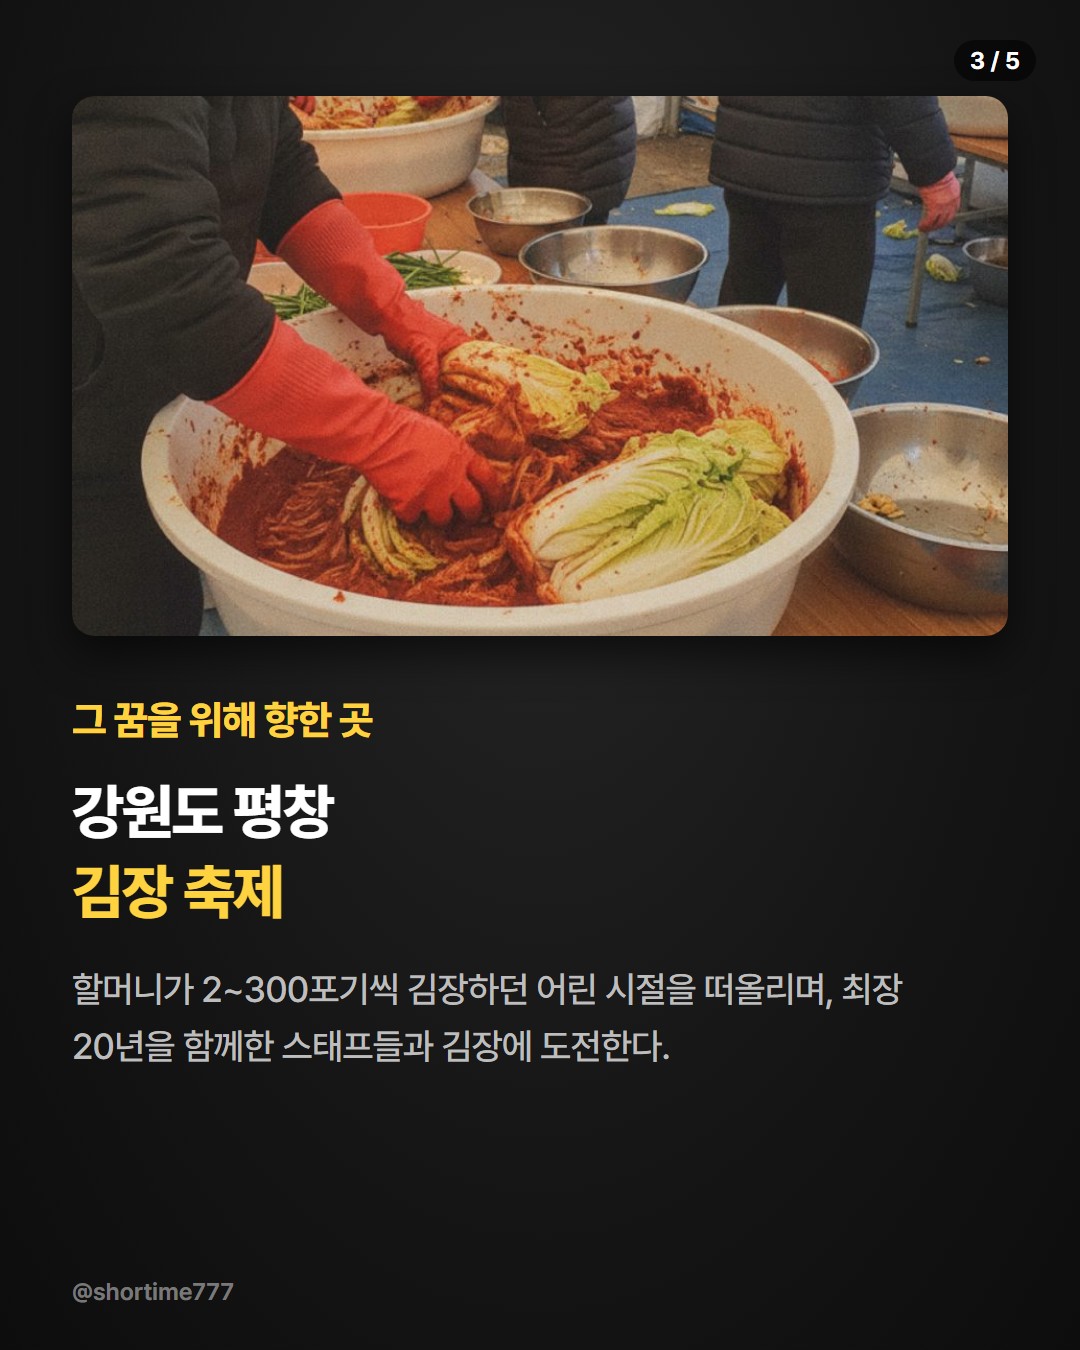 3 / 5
그 꿈을 위해 향한 곳
강원도 평창
김장 축제
할머니가 2~300포기씩 김장하던 어린 시절을 떠올리며, 최장
20년을 함께한 스태프들과 김장에 도전한다.
@shortime777